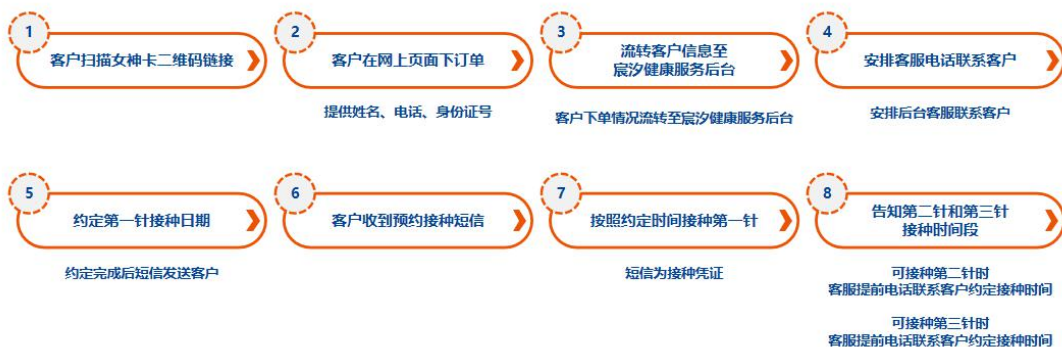 1
客户扫描女神卡二维码链接
2
客户在网上页面下订单
提供姓名、电话、身份证号
3
流转客户信息至
宸汐健康服务后台
客户下单情况流转至宸汐健康服务后台
4
安排客服电话联系客户
安排后台客服联系客户
5
约定第一针接种日期
约定完成后短信发送客户
6
客户收到预约接种短信
7
按照约定时间接种第一针
短信为接种凭证
8
告知第二针和第三针
接种时间段
可接种第二针时
客服提前电话联系客户约定接种时间
可接种第三针时
客服提前电话联系客户约定接种时间